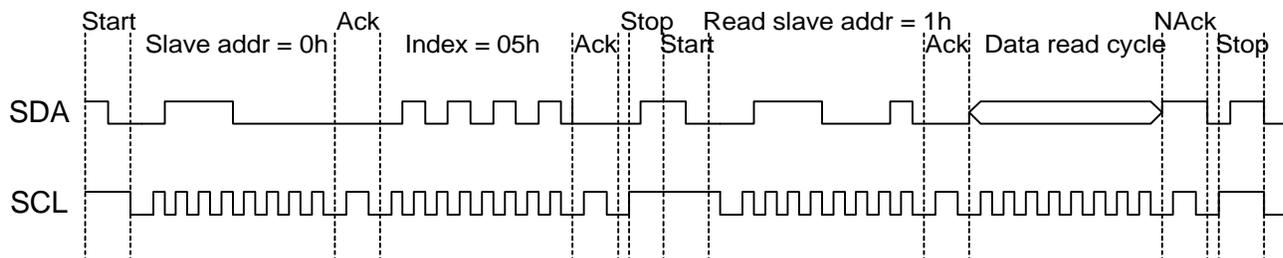 Start Ack Stop Read slave addr = 1h NAck
Slave addr = 0h Index = 05h Ack Start Ack Data read cycle Stop
SDA
SCL